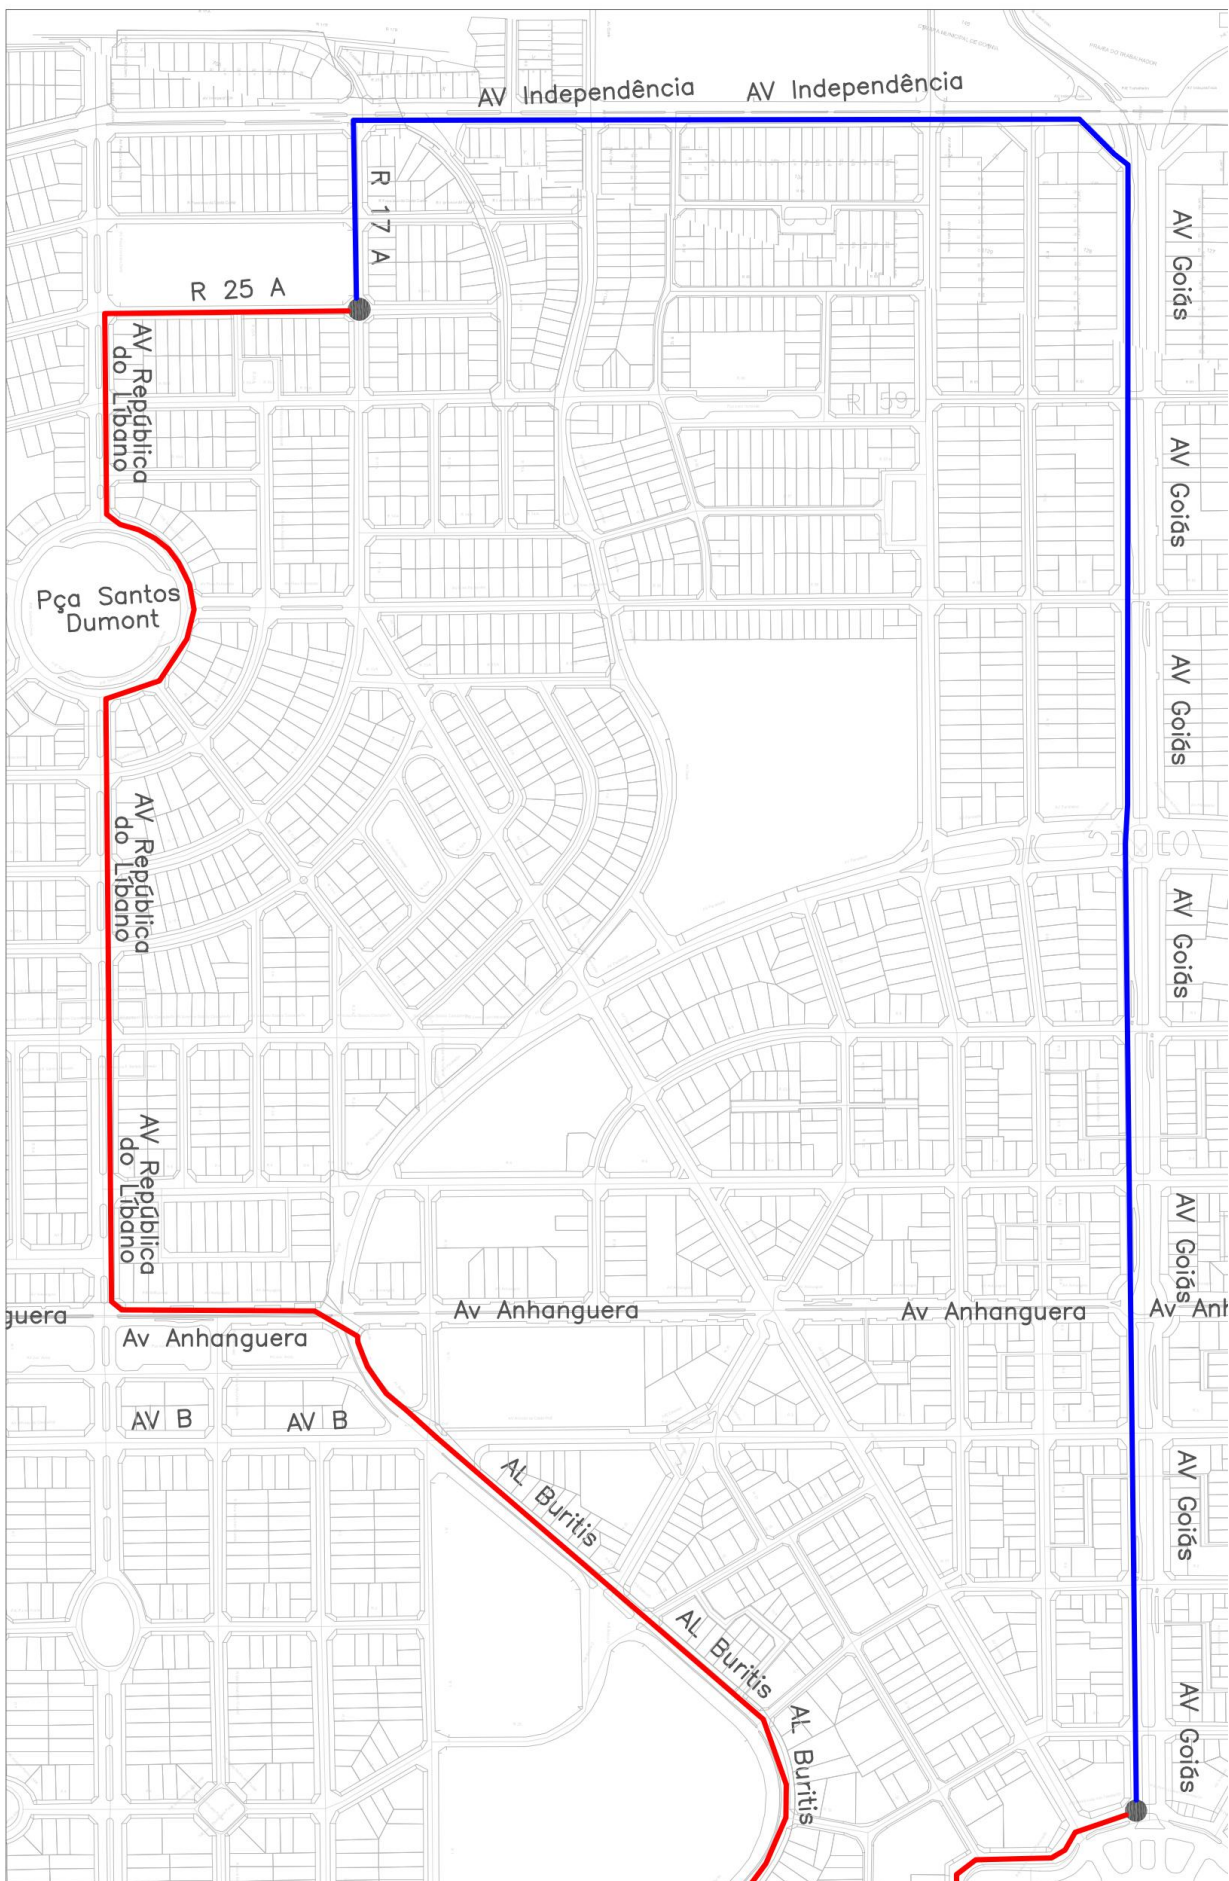 AV Independência
AV Independência
R 17 A
AV Goiás
R 25 A
AV República
do Líbano
R 59
AV Goiás
Pça Santos
Dumont
AV Goiás
AV República
do Líbano
AV Goiás
AV República
do Líbano
AV Goiás
guera
Av Anhanguera
Av Anhanguera
Av Anhanguera
Av Anh
AV B
AV B
AL Buritis
AV Goiás
AL Buritis
AL Buritis
AV Goiás